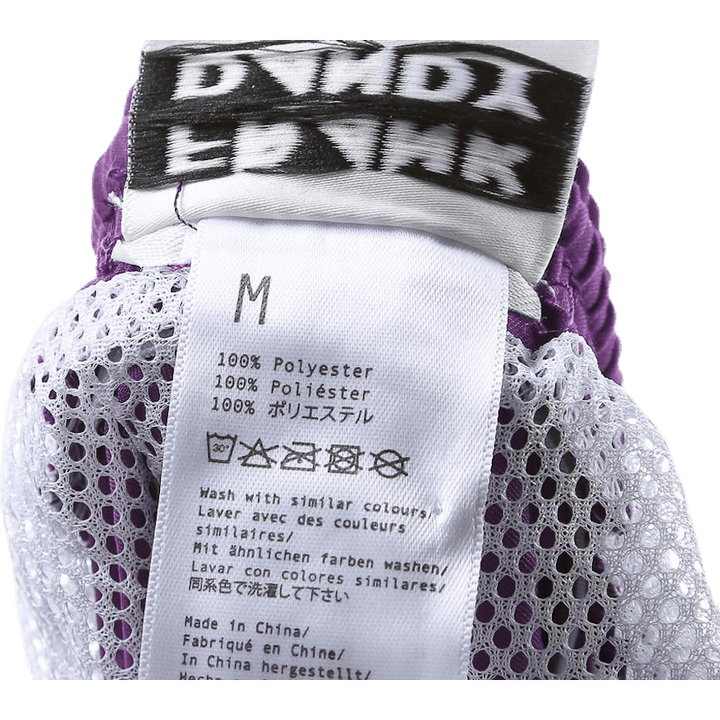 M
100% Polyester
100% Poliéster
100% ポリエステル
30°
Wash with similar colours/
Laver avec des couleurs
similaires/
Mit ähnlichen farben washen/
Lavar con colores similares/
同系色で洗濯して下さい
Made in China/
Fabriqué en Chine/
In China hergestellt/